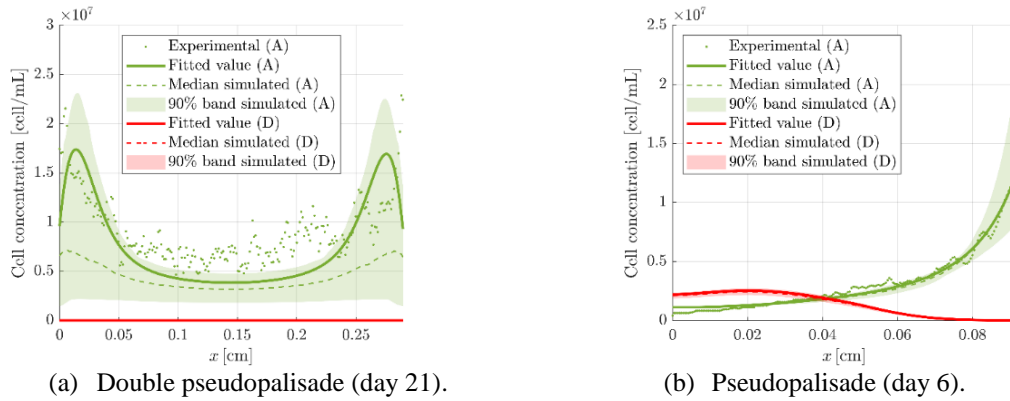 ×10⁷
3
2.5
2
1.5
1
0.5
0
Cell concentration [cell/mL]
Experimental (A)
Fitted value (A)
Median simulated (A)
90% band simulated (A)
Fitted value (D)
Median simulated (D)
90% band simulated (D)
0 0.05 0.1 0.15 0.2 0.25
x [cm]
(a) Double pseudopalisade (day 21).
×10⁷
2.5
2
1.5
1
0.5
0
Cell concentration [cell/mL]
Experimental (A)
Fitted value (A)
Median simulated (A)
90% band simulated (A)
Fitted value (D)
Median simulated (D)
90% band simulated (D)
0 0.02 0.04 0.06 0.08
x [cm]
(b) Pseudopalisade (day 6).